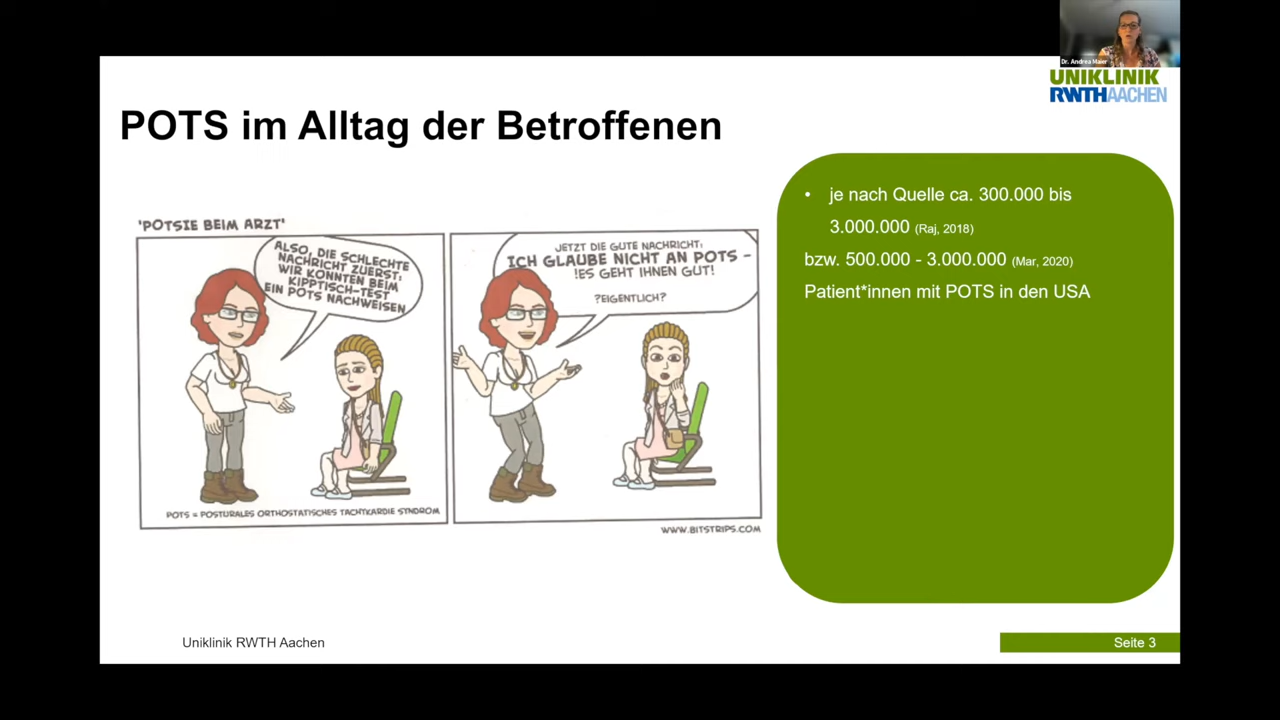 Dr. Andrea Maier
UNIKLINIK
RWTHAACHEN
POTS im Alltag der Betroffenen
'POTSIE BEIM ARZT'
ALSO, DIE SCHLECHTE
NACHRICHT ZUERST:
WIR KONNTEN BEIM
KIPPTISCH-TEST
EIN POTS NACHWEISEN
POTS = POSTURALES ORTHOSTATISCHES TACHYKARDIE SYNDROM
JETZT DIE GUTE NACHRICHT:
ICH GLAUBE NICHT AN POTS -
!ES GEHT IHNEN GUT!
?EIGENTLICH?
WWW.BITSTRIPS.COM
• je nach Quelle ca. 300.000 bis
3.000.000 (Raj, 2018)
bzw. 500.000 - 3.000.000 (Mar, 2020)
Patient*innen mit POTS in den USA
Uniklinik RWTH Aachen
Seite 3